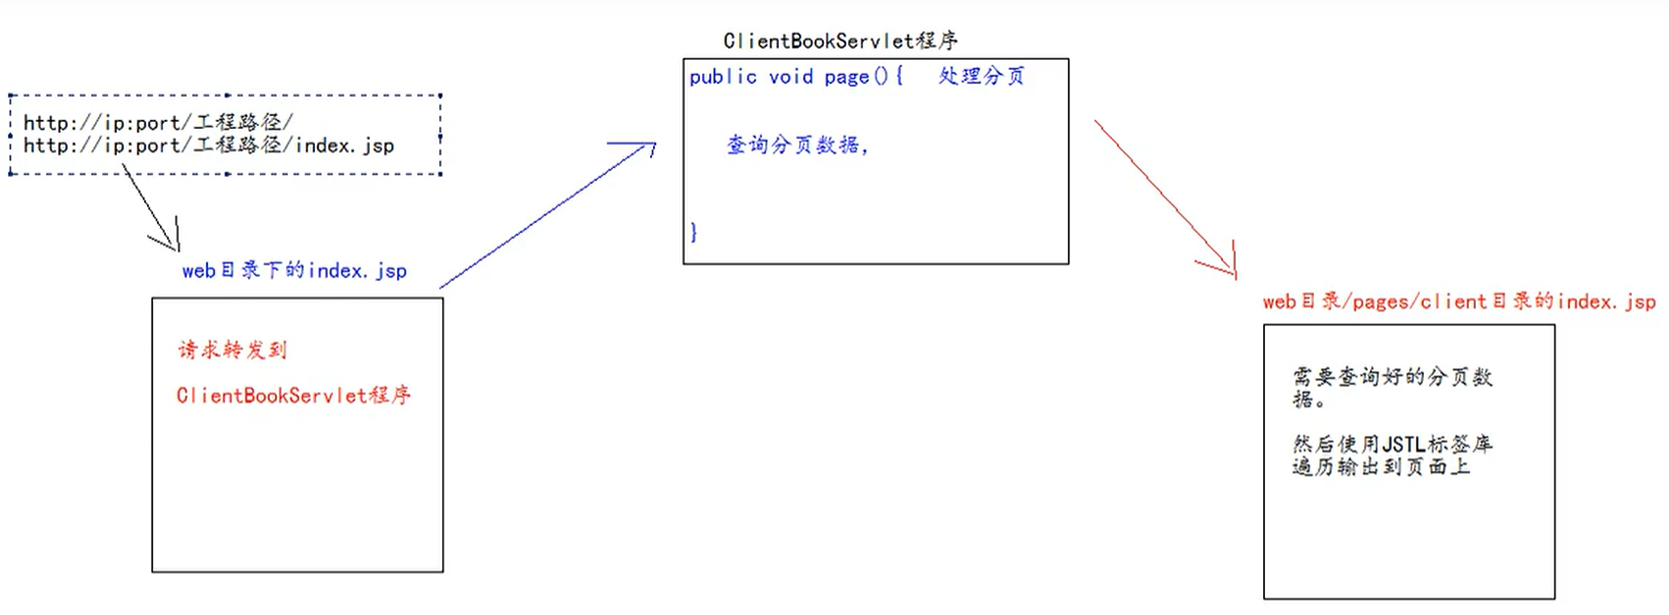 http://ip:port/工程路径/
http://ip:port/工程路径/index.jsp
web目录下的index.jsp
请求转发到
ClientBookServlet程序
ClientBookServlet程序
public void page(){   处理分页
查询分页数据,
}
web目录/pages/client目录的index.jsp
需要查询好的分页数
据。
然后使用JSTL标签库
遍历输出到页面上